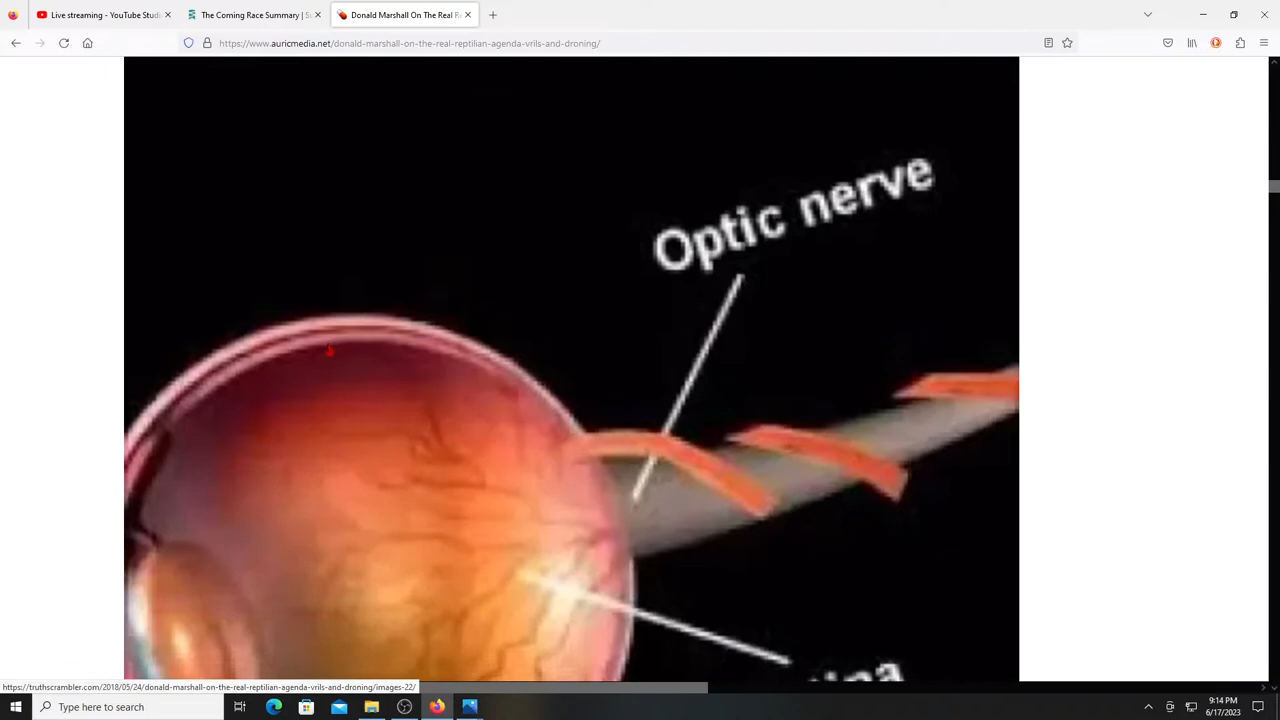 Live streaming - YouTube Stud
The Coming Race Summary | S
Donald Marshall On The Real R
https://www.auricmedia.net/donald-marshall-on-the-real-reptilian-agenda-vrils-and-droning/
Optic nerve
https://truthscrambler.com/2018/05/24/donald-marshall-on-the-real-reptilian-agenda-vrils-and-droning/images-22/
Type here to search
9:14 PM
6/17/2023